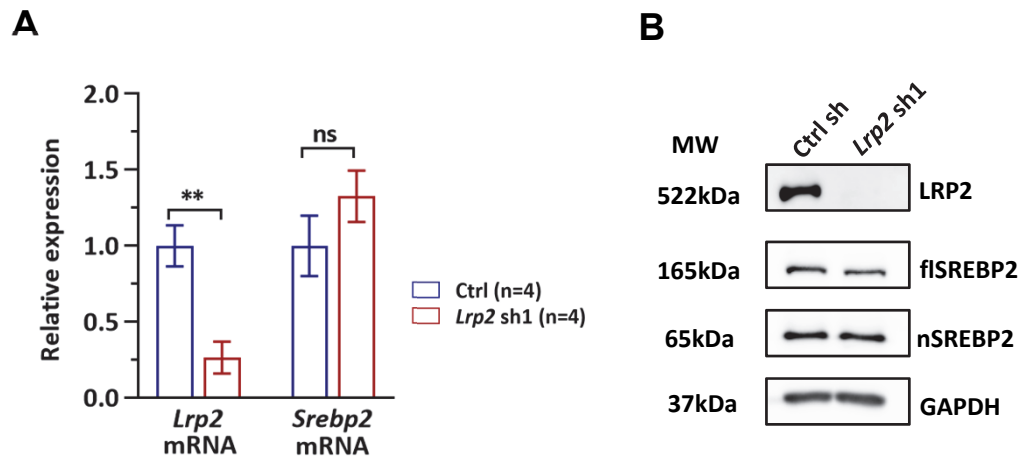 A
Relative expression
2.0
1.5
1.0
0.5
0.0
**
ns
Lrp2
mRNA
Srebp2
mRNA
Ctrl (n=4)
Lrp2 sh1 (n=4)
B
MW
Ctrl sh
Lrp2 sh1
522kDa
LRP2
165kDa
flSREBP2
65kDa
nSREBP2
37kDa
GAPDH